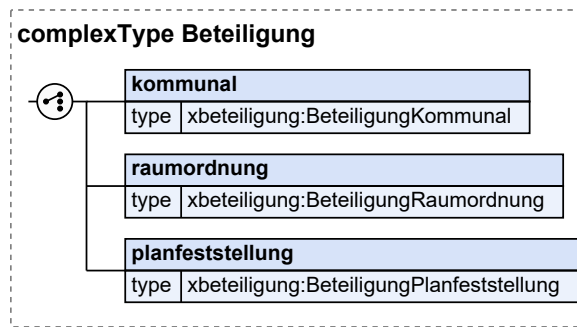 complexType Beteiligung
kommunal
type xbeteiligung:BeteiligungKommunal
raumordnung
type xbeteiligung:BeteiligungRaumordnung
planfeststellung
type xbeteiligung:BeteiligungPlanfeststellung